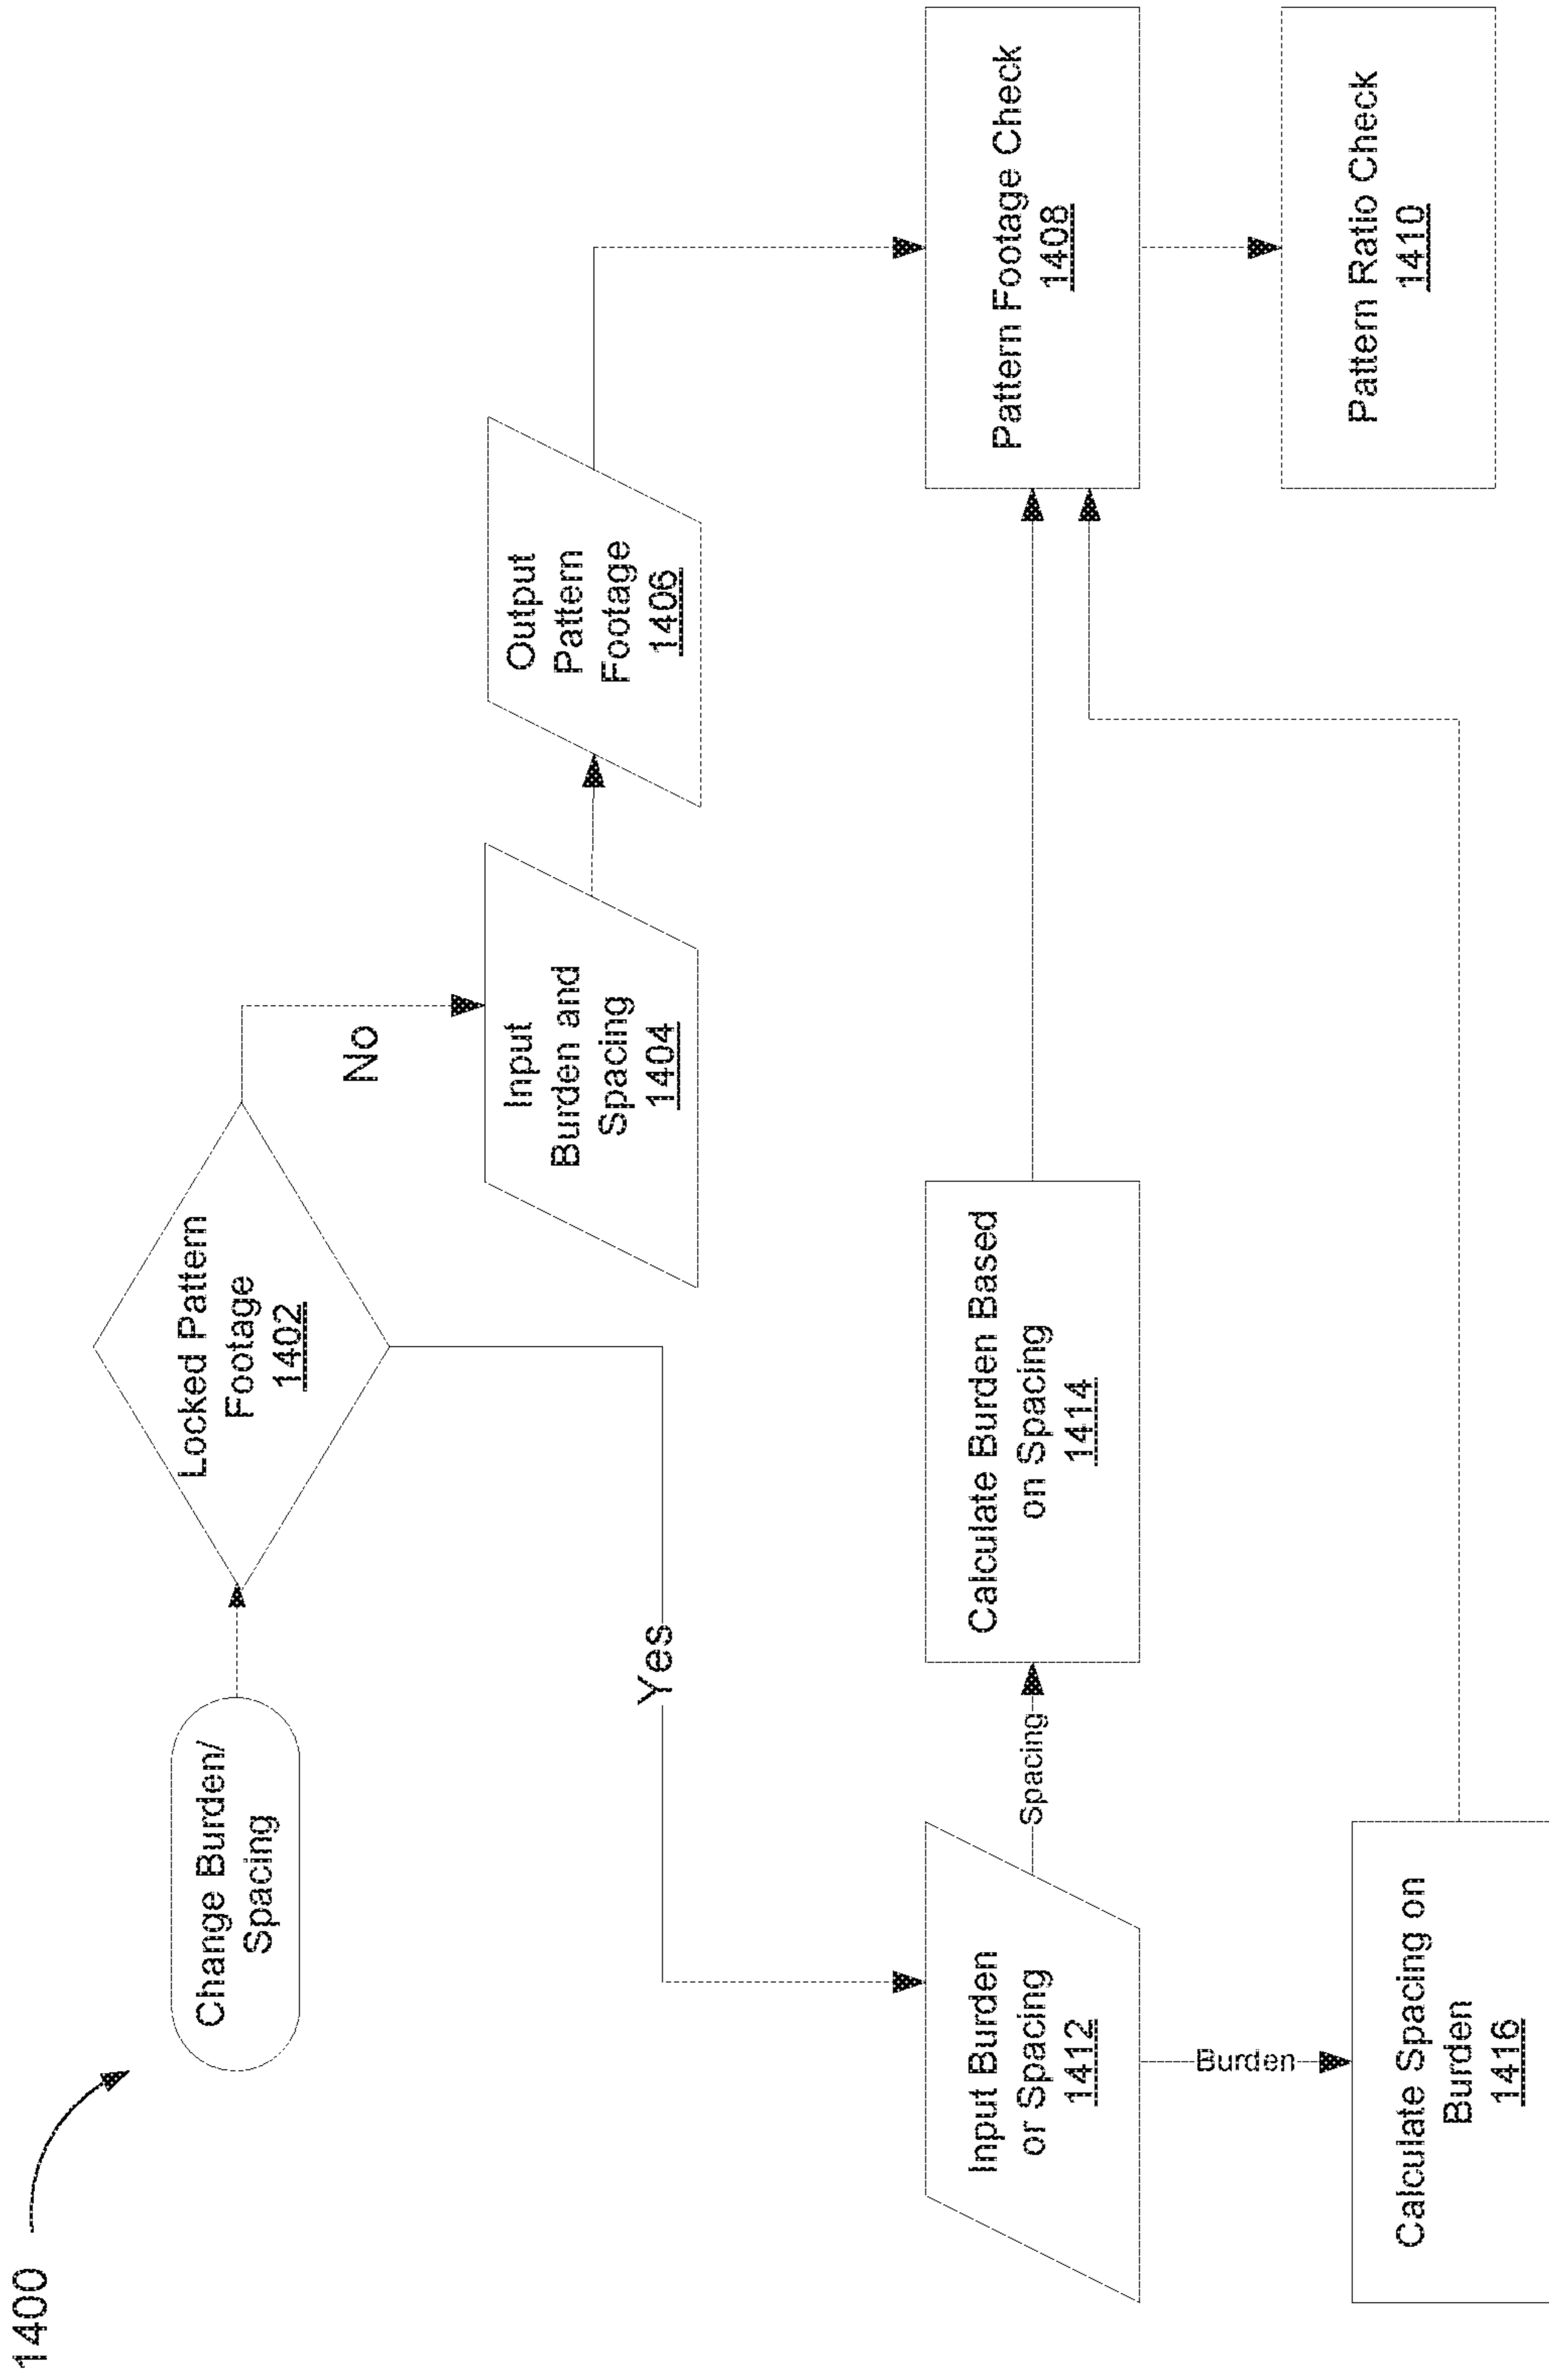 1400
Change Burden/
Spacing
Locked Pattern
Footage
1402
No
Input
Burden and
Spacing
1404
Output
Pattern
Footage
1406
Yes
Input Burden
or Spacing
1412
Spacing
Calculate Burden Based
on Spacing
1414
Pattern Footage Check
1408
Burden
Calculate Spacing on
Burden
1416
Pattern Ratio Check
1410